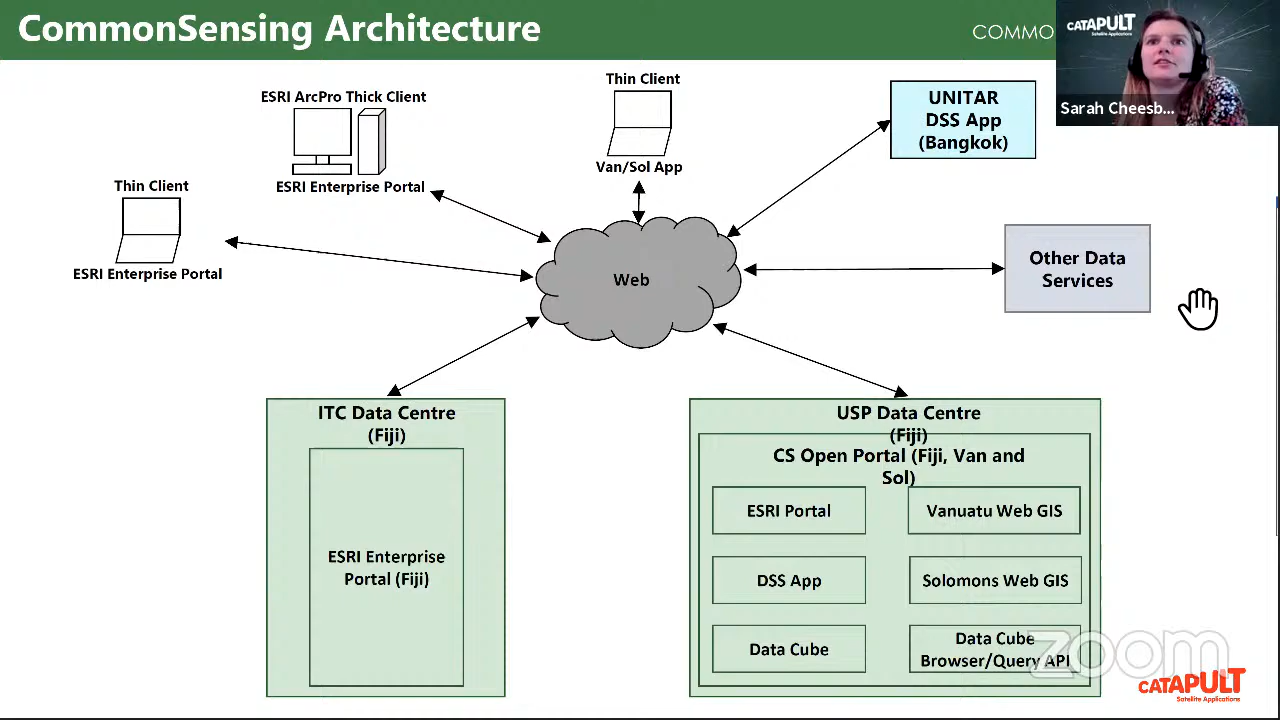 CommonSensing Architecture
COMMO
CATAPULT
Satellite Applications
Sarah Cheesb...
Thin Client
Van/Sol App
ESRI ArcPro Thick Client
ESRI Enterprise Portal
Thin Client
ESRI Enterprise Portal
UNITAR
DSS App
(Bangkok)
Web
Other Data
Services
ITC Data Centre
(Fiji)
ESRI Enterprise
Portal (Fiji)
USP Data Centre
(Fiji)
CS Open Portal (Fiji, Van and
Sol)
ESRI Portal
Vanuatu Web GIS
DSS App
Solomons Web GIS
Data Cube
Data Cube
Browser/Query API
zoom
CATAPULT
Satellite Applications